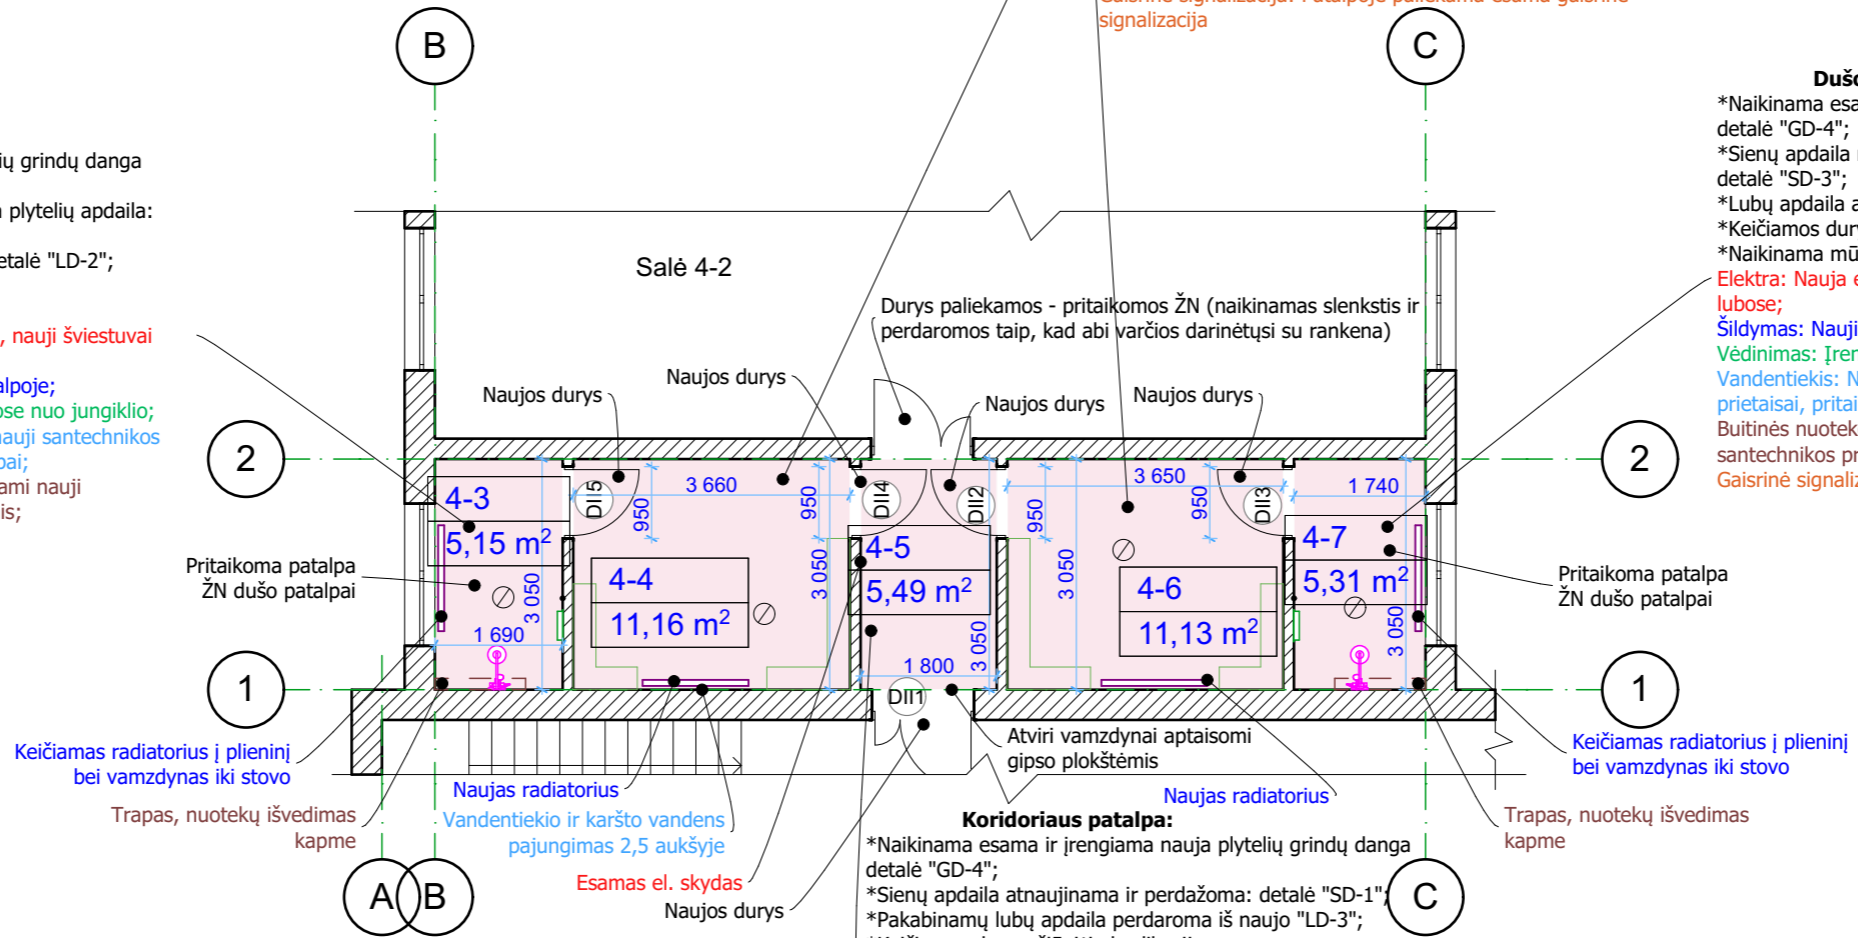 signalizacija
B
C
ių grindų danga
plytelių apdaila:
etalė "LD-2";
, nauji šviestuvai
alpoje;
ose nuo jungiklio;
nauji santechnikos
pai;
ami nauji
is;
Dušo
*Naikinama esa
detalė "GD-4";
*Sienų apdaila
detalė "SD-3";
*Lubų apdaila a
*Keičiamos dury
*Naikinama mū
Elektra: Nauja e
lubose;
Šildymas: Nauji
Vėdinimas: Įren
Vandentiekis: N
prietaisai, pritai
Buitinės nuotek
santechnikos pr
Gaisrinė signaliz
Salė 4-2
Durys paliekamos - pritaikomos ŽN (naikinamas slenkstis ir
perdaromos taip, kad abi varčios darinėtųsi su rankena)
Naujos durys
Naujos durys
Naujos durys
Naujos durys
2
2
4-3
5,15 m²
DII5
3 660
950
950
DII4
DII2
3 650
950
950
DII3
1 740
4-4
11,16 m²
4-5
5,49 m²
4-6
11,13 m²
4-7
5,31 m²
3 050
3 050
3 050
3 050
3 050
1 690
1 800
DII1
Pritaikoma patalpa
ŽN dušo patalpai
Pritaikoma patalpa
ŽN dušo patalpai
1
1
Keičiamas radiatorius į plieninį
bei vamzdynas iki stovo
Trapas, nuotekų išvedimas
kapme
Naujas radiatorius
Vandentiekio ir karšto vandens
pajungimas 2,5 aukšyje
Esamas el. skydas
Naujos durys
Atviri vamzdynai aptaisomi
gipso plokštėmis
Naujas radiatorius
Keičiamas radiatorius į plieninį
bei vamzdynas iki stovo
Trapas, nuotekų išvedimas
kapme
Koridoriaus patalpa:
*Naikinama esama ir įrengiama nauja plytelių grindų danga
detalė "GD-4";
*Sienų apdaila atnaujinama ir perdažoma: detalė "SD-1";
*Pakabinamų lubų apdaila perdaroma iš naujo "LD-3";
A
B
C